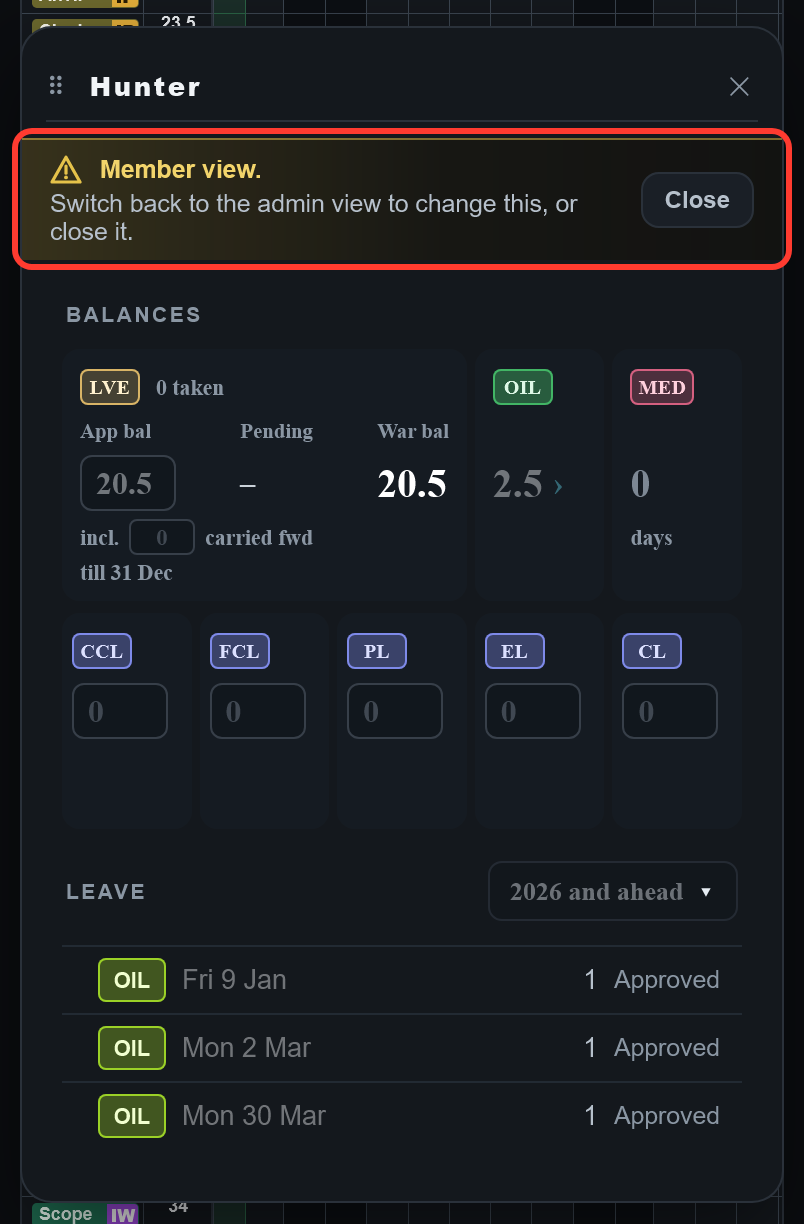 23.5
Hunter
Member view.
Switch back to the admin view to change this, or
close it.
Close
BALANCES
LVE 0 taken
App bal Pending War bal
20.5 – 20.5
incl. 0 carried fwd
till 31 Dec
OIL
2.5 ›
MED
0
days
CCL FCL PL EL CL
0 0 0 0 0
LEAVE 2026 and ahead ▼
OIL Fri 9 Jan 1 Approved
OIL Mon 2 Mar 1 Approved
OIL Mon 30 Mar 1 Approved
Scope IW 34